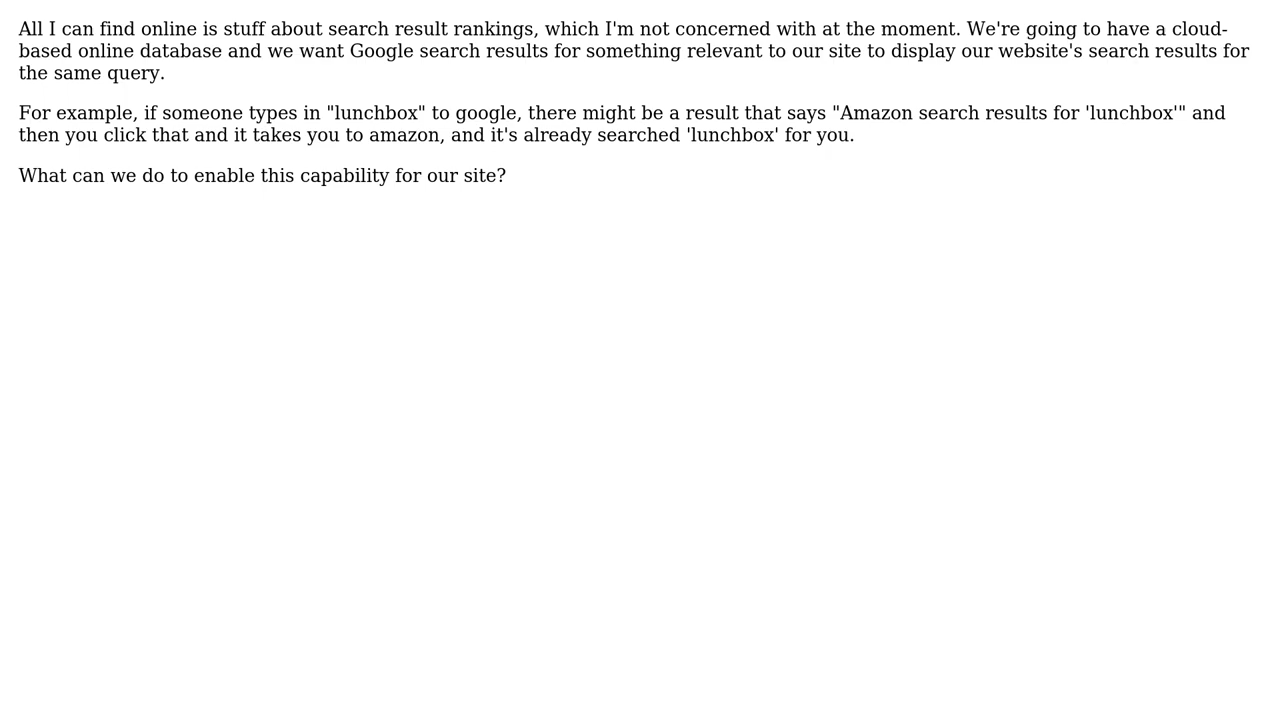 All I can find online is stuff about search result rankings, which I'm not concerned with at the moment. We're going to have a cloud-
based online database and we want Google search results for something relevant to our site to display our website's search results for
the same query.
For example, if someone types in "lunchbox" to google, there might be a result that says "Amazon search results for 'lunchbox'" and
then you click that and it takes you to amazon, and it's already searched 'lunchbox' for you.
What can we do to enable this capability for our site?